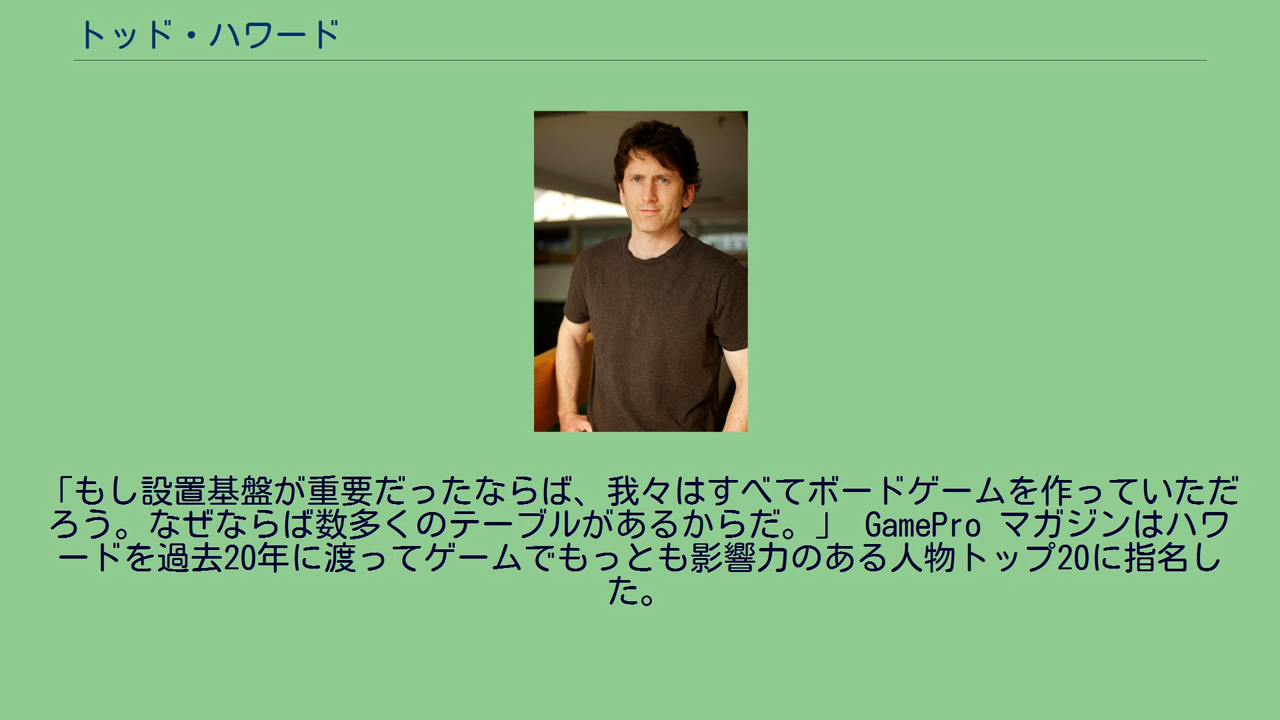 トッド・ハワード
「もし設置基盤が重要だったならば、我々はすべてボードゲームを作っていただ
ろう。なぜならば数多くのテーブルがあるからだ。」 GamePro マガジンはハワ
ードを過去20年に渡ってゲームでもっとも影響力のある人物トップ20に指名し
た。